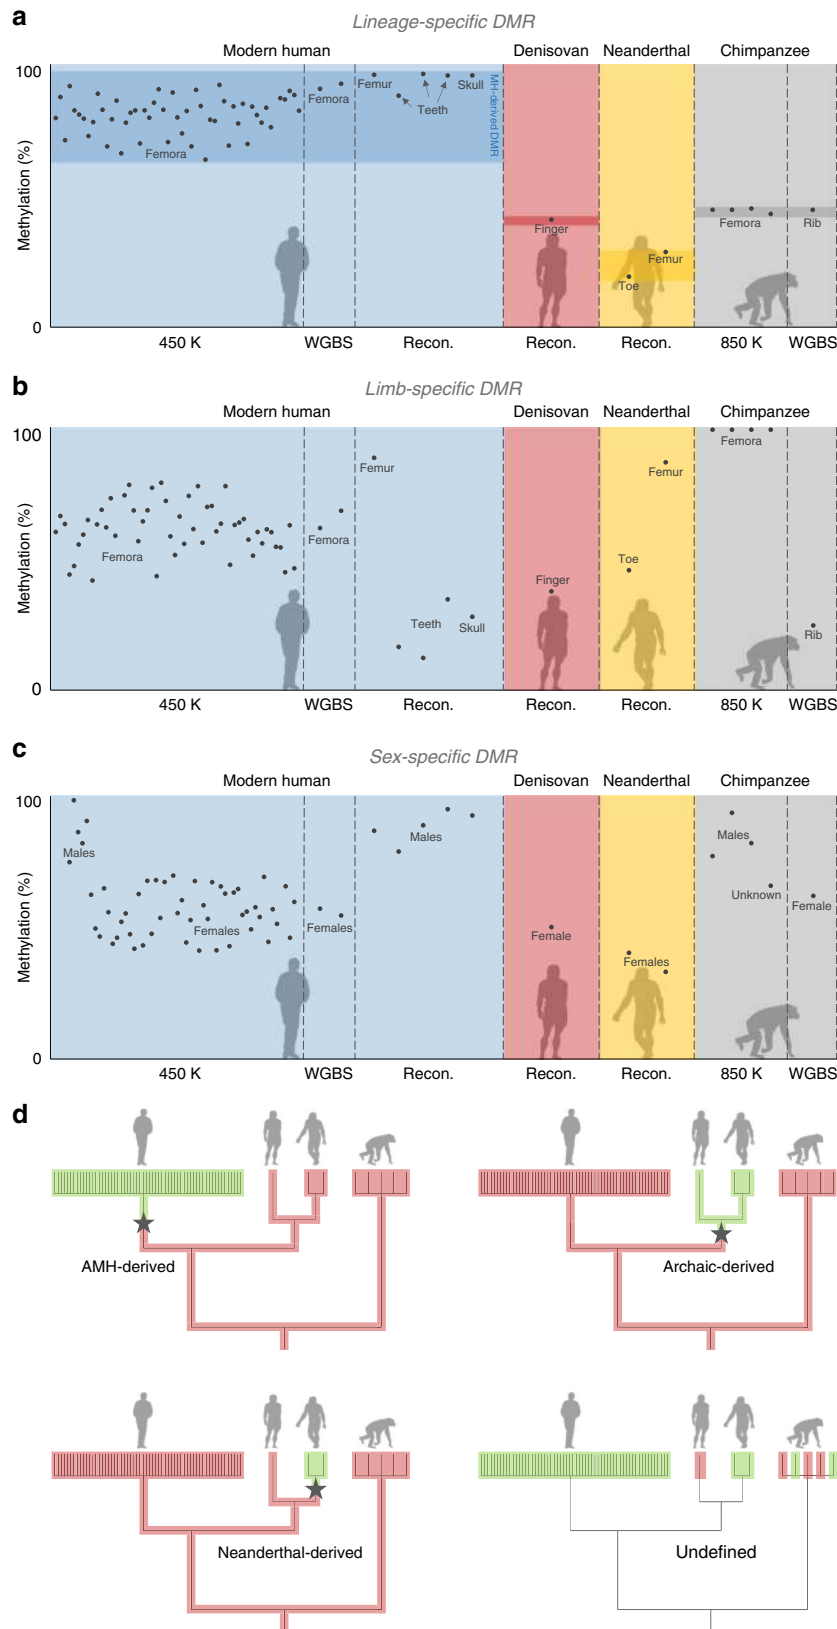 a
Lineage-specific DMR
Modern human
Denisovan
Neanderthal
Chimpanzee
100
Methylation (%)
0
Femur
Skull
Femora
Teeth
Femora
MH-derived DMR
Finger
Femur
Toe
Femora
Rib
450 K
WGBS
Recon.
Recon.
Recon.
850 K
WGBS
b
Limb-specific DMR
Modern human
Denisovan
Neanderthal
Chimpanzee
100
Methylation (%)
0
Femora
Femora
Femur
Teeth
Skull
Finger
Toe
Femur
Femora
Rib
450 K
WGBS
Recon.
Recon.
Recon.
850 K
WGBS
c
Sex-specific DMR
Modern human
Denisovan
Neanderthal
Chimpanzee
100
Methylation (%)
0
Males
Females
Females
Males
Female
Females
Males
Unknown
Female
450 K
WGBS
Recon.
Recon.
Recon.
850 K
WGBS
d
AMH-derived
Archaic-derived
Neanderthal-derived
Undefined